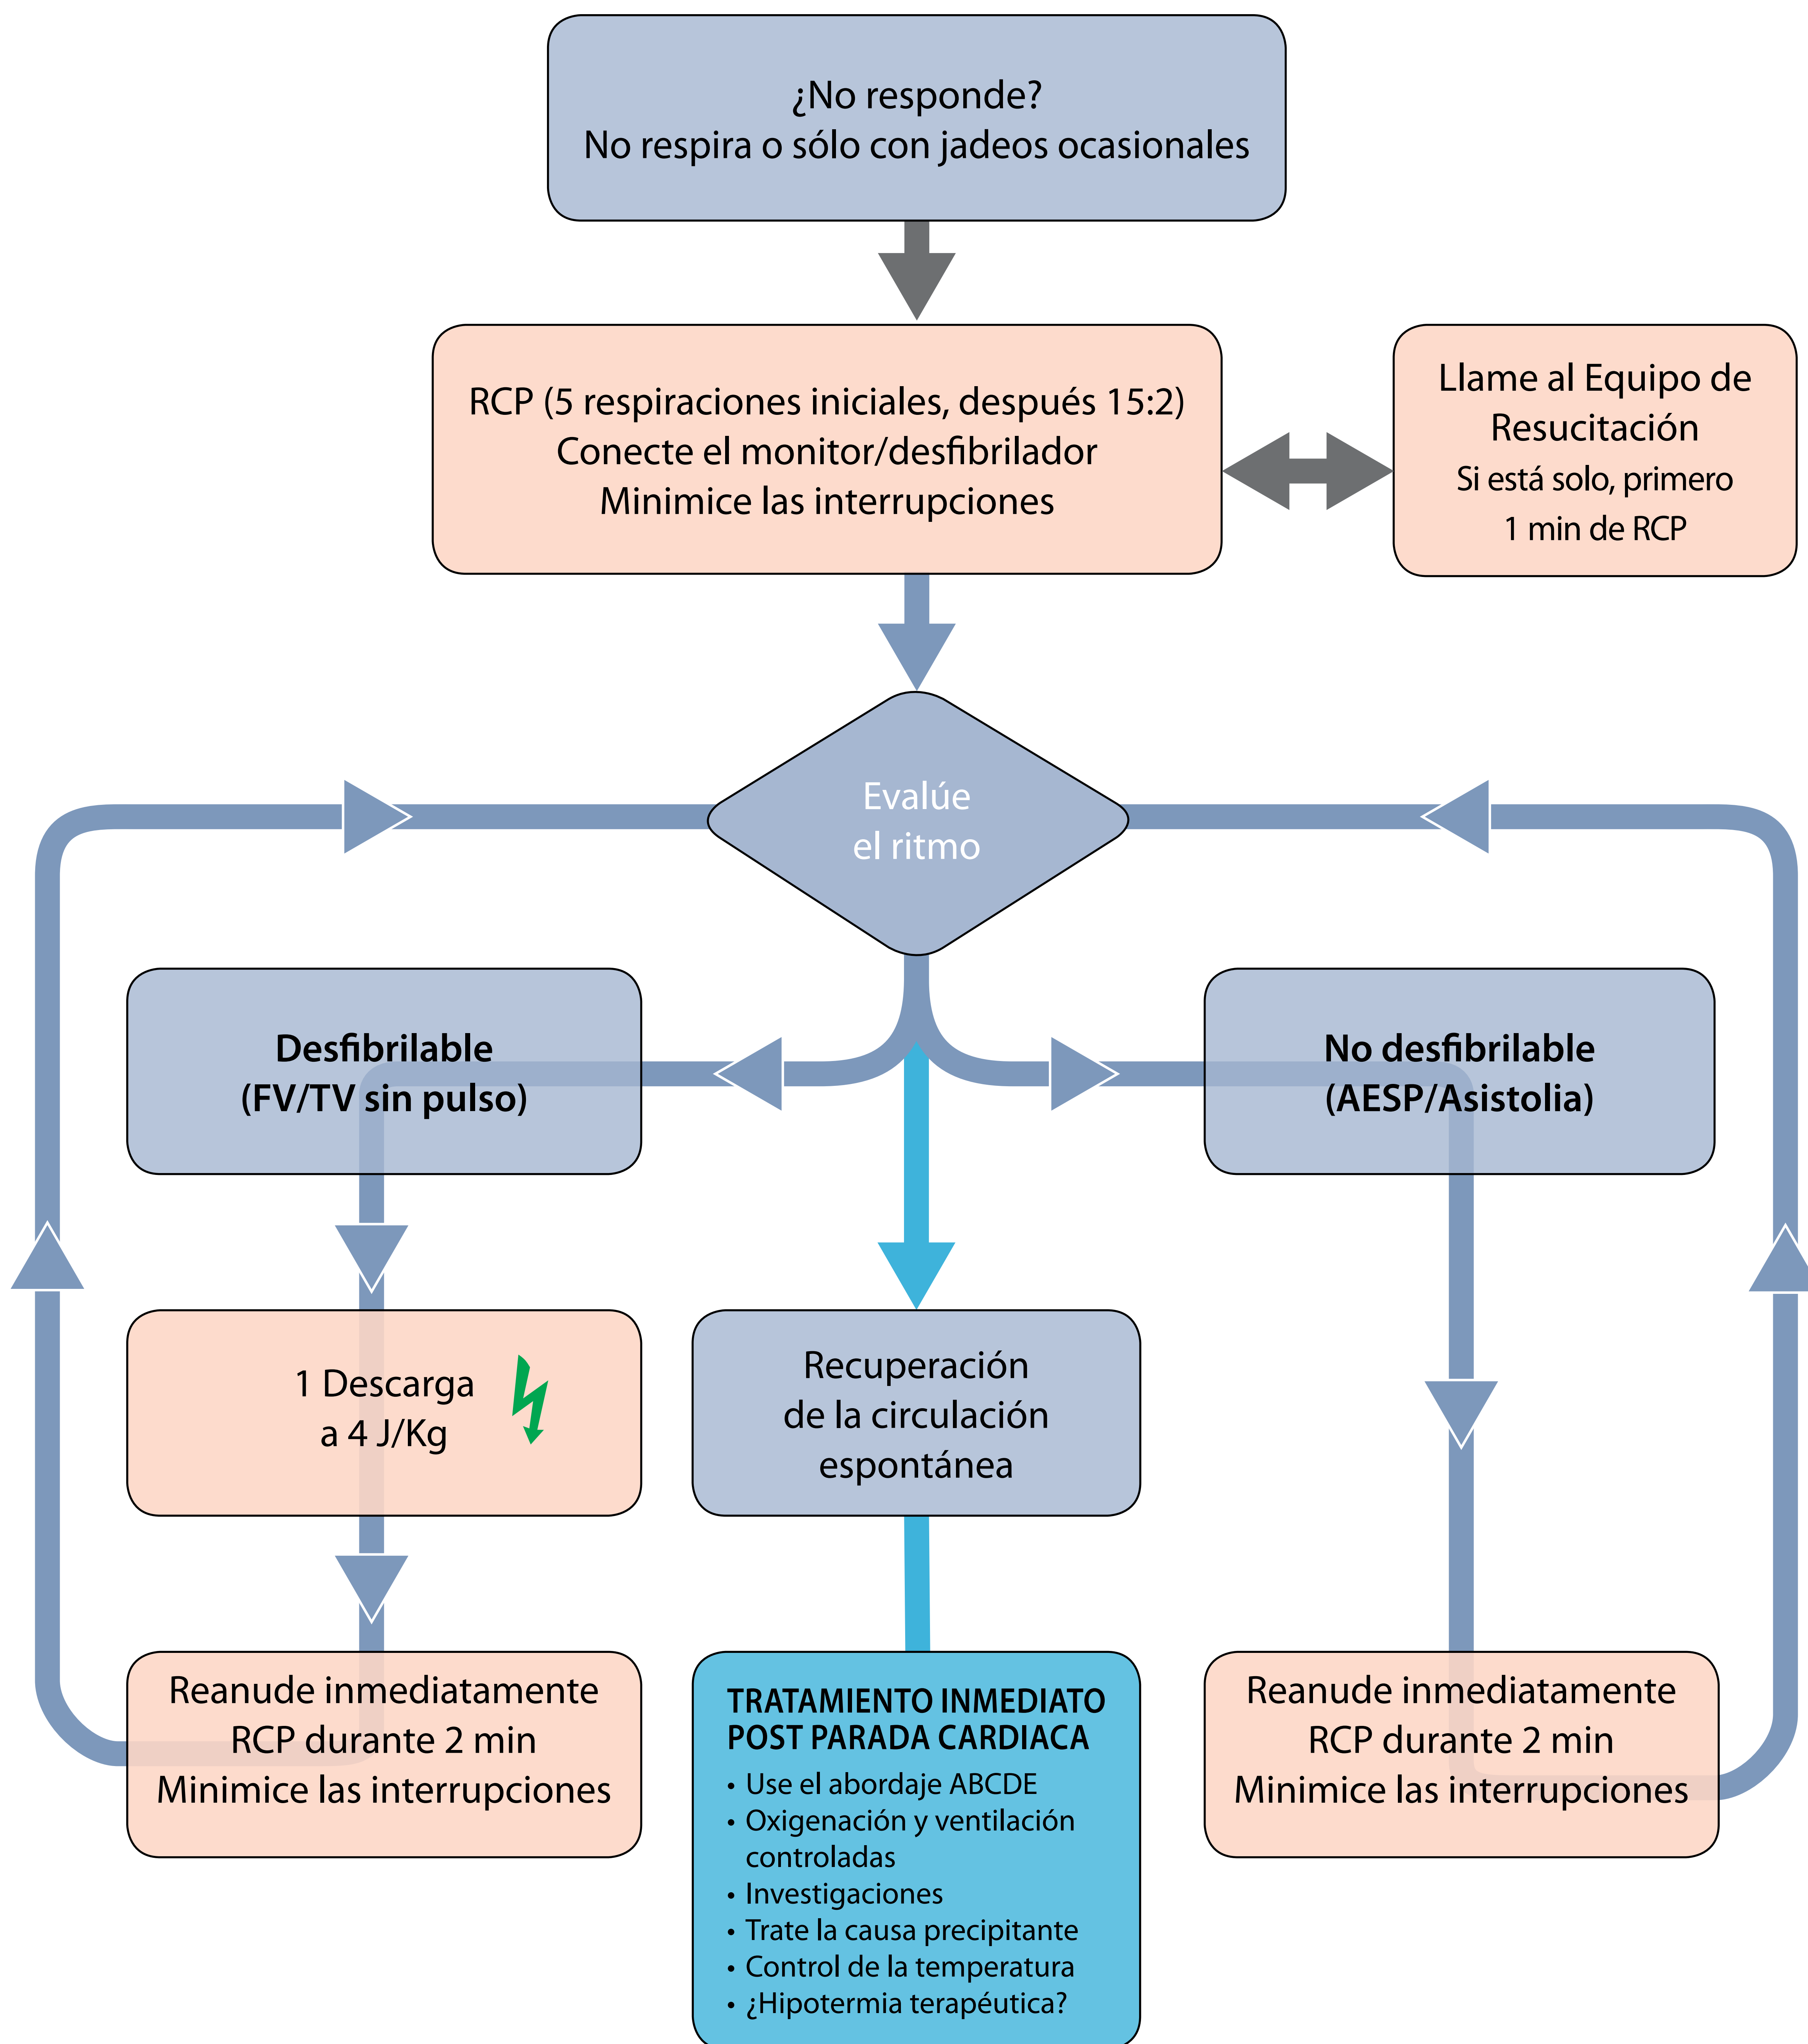 ¿No responde?
No respira o sólo con jadeos ocasionales
RCP (5 respiraciones iniciales, después 15:2)
Conecte el monitor/desfibrilador
Minimice las interrupciones
Llame al Equipo de
Resucitación
Si está solo, primero
1 min de RCP
Evalúe
el ritmo
Desfibrilable
(FV/TV sin pulso)
No desfibrilable
(AESP/Asistolia)
1 Descarga
a 4 J/Kg
Recuperación
de la circulación
espontánea
Reanude inmediatamente
RCP durante 2 min
Minimice las interrupciones
TRATAMIENTO INMEDIATO
POST PARADA CARDIACA
• Use el abordaje ABCDE
• Oxigenación y ventilación
controladas
• Investigaciones
• Trate la causa precipitante
• Control de la temperatura
• ¿Hipotermia terapéutica?
Reanude inmediatamente
RCP durante 2 min
Minimice las interrupciones